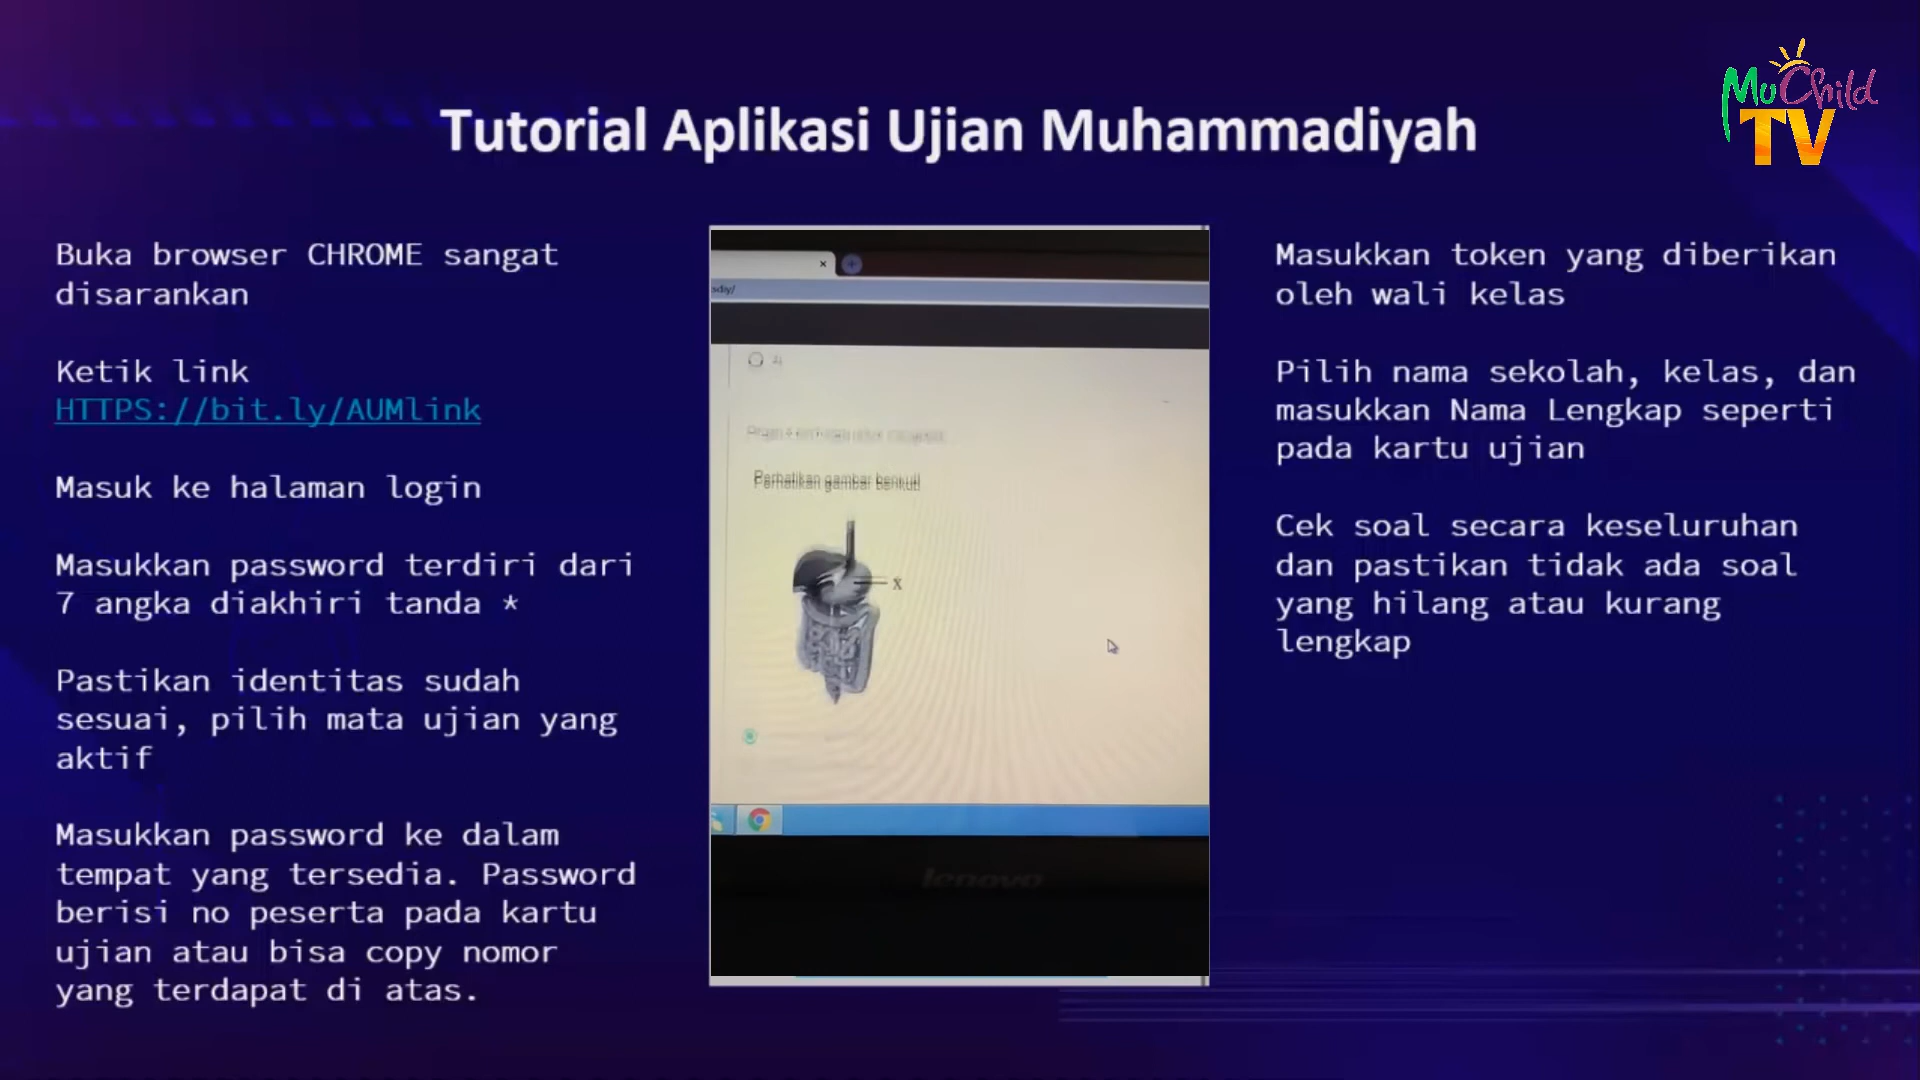 MuChild
TV
Tutorial Aplikasi Ujian Muhammadiyah
Buka browser CHROME sangat
disarankan
Ketik link
HTTPS://bit.ly/AUMlink
Masuk ke halaman login
Masukkan password terdiri dari
7 angka diakhiri tanda *
Pastikan identitas sudah
sesuai, pilih mata ujian yang
aktif
Masukkan password ke dalam
tempat yang tersedia. Password
berisi no peserta pada kartu
ujian atau bisa copy nomor
yang terdapat di atas.
sdiy/
Perhatikan gambar berikut!
X
lenovo
Masukkan token yang diberikan
oleh wali kelas
Pilih nama sekolah, kelas, dan
masukkan Nama Lengkap seperti
pada kartu ujian
Cek soal secara keseluruhan
dan pastikan tidak ada soal
yang hilang atau kurang
lengkap